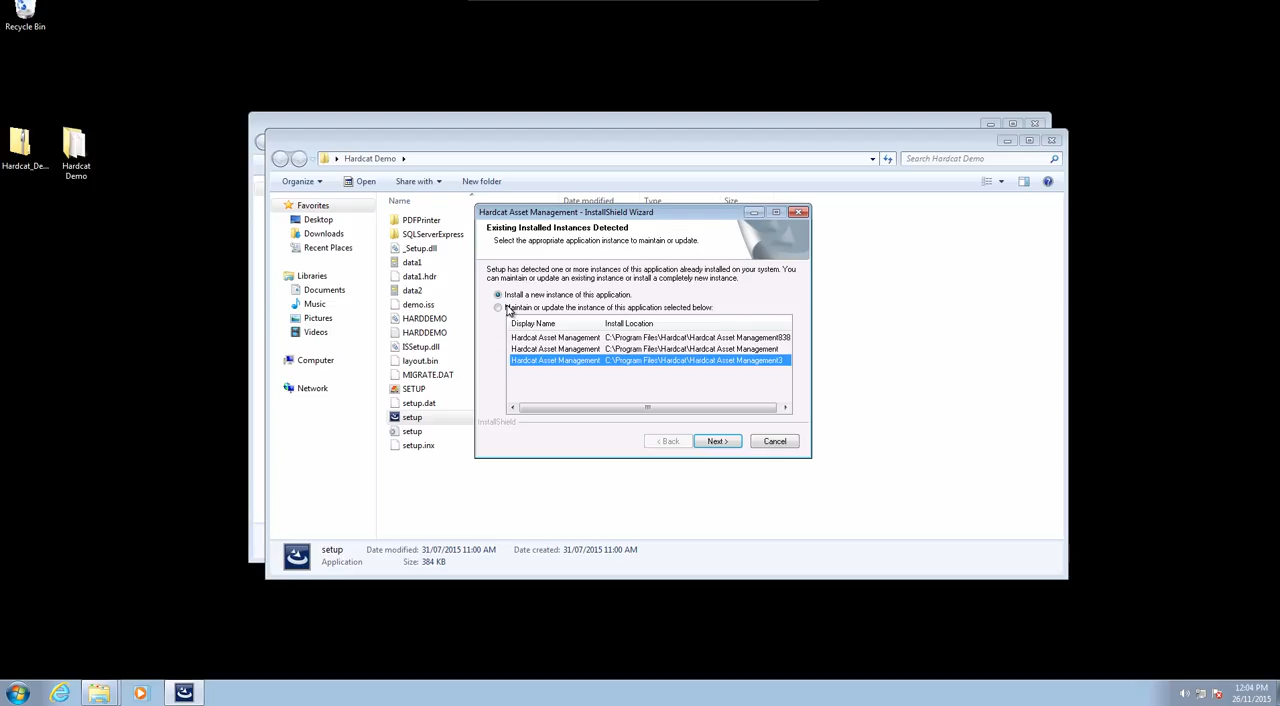 Recycle Bin
Hardcat_De...
Hardcat
Demo
Hardcat Demo
Search Hardcat Demo
Organize
Open
Share with
New folder
Favorites
Desktop
Downloads
Recent Places
Libraries
Documents
Music
Pictures
Videos
Computer
Network
Name
Date modified
Type
Size
PDFPrinter
SQLServerExpress
_Setup.dll
data1
data1.hdr
data2
demo.iss
HARDDEMO
HARDDEMO
ISSetup.dll
layout.bin
MIGRATE.DAT
SETUP
setup.dat
setup
setup
setup.inx
Hardcat Asset Management - InstallShield Wizard
Existing Installed Instances Detected
Select the appropriate application instance to maintain or update.
Setup has detected one or more instances of this application already installed on your system. You
can maintain or update an existing instance or install a completely new instance.
Install a new instance of this application.
Maintain or update the instance of this application selected below:
Display Name Install Location
Hardcat Asset Management C:\Program Files\Hardcat\Hardcat Asset Management838
Hardcat Asset Management C:\Program Files\Hardcat\Hardcat Asset Management
Hardcat Asset Management C:\Program Files\Hardcat\Hardcat Asset Management3
InstallShield
< Back Next > Cancel
setup Date modified: 31/07/2015 11:00 AM Date created: 31/07/2015 11:00 AM
Application Size: 384 KB
12:04 PM
26/11/2015